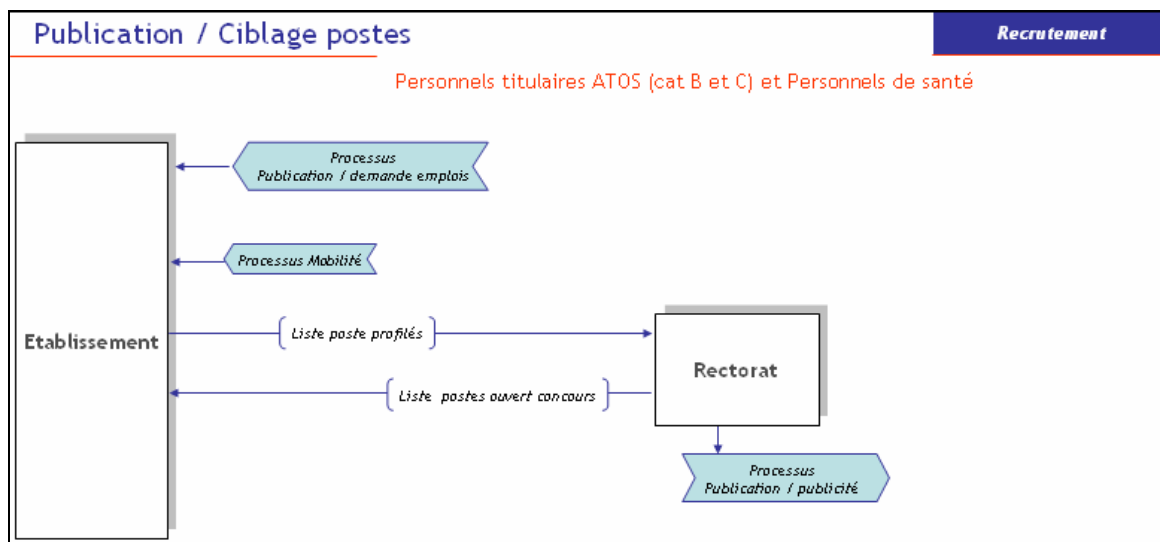 Publication / Ciblage postes
Recrutement
Personnels titulaires ATOS (cat B et C) et Personnels de santé
Processus
Publication / demande emplois
Processus Mobilité
Liste poste profilés
Etablissement
Rectorat
Liste postes ouvert concours
Processus
Publication / publicité